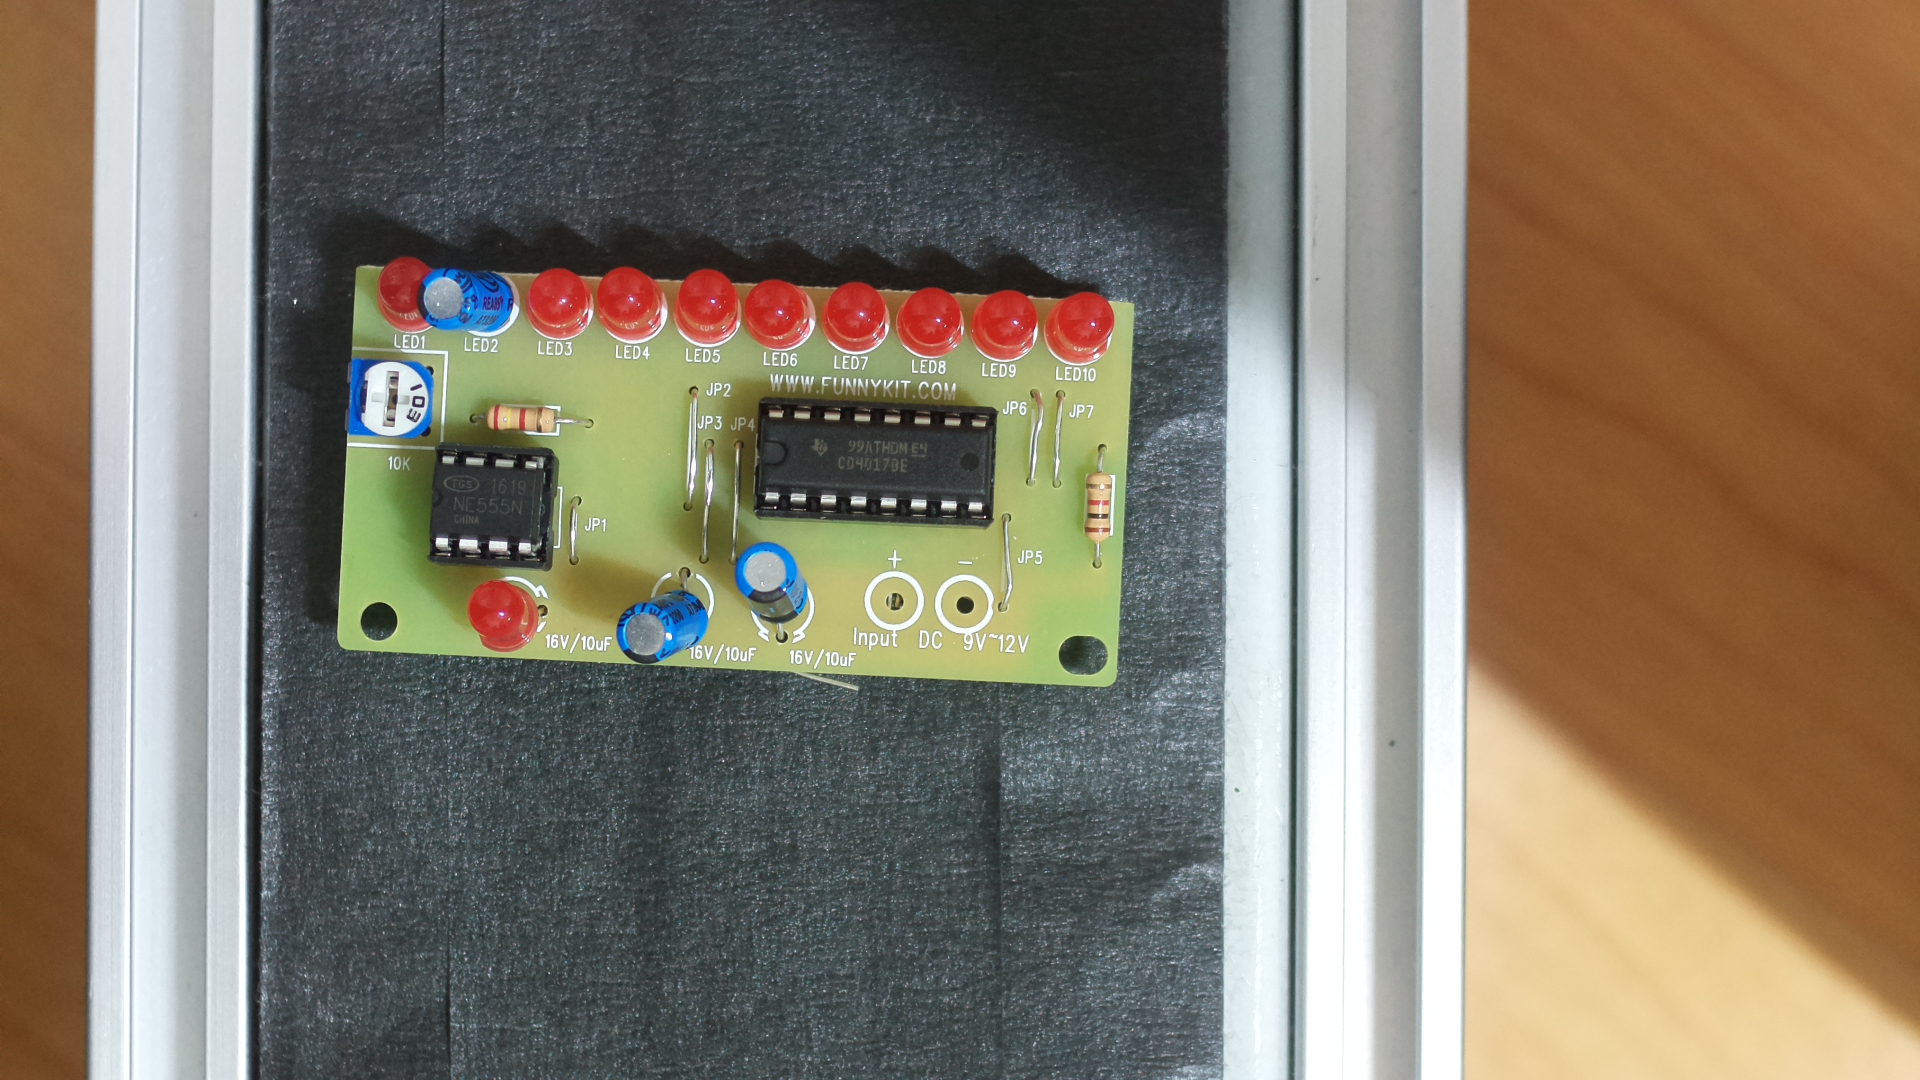 LED1 LED2 LED3 LED4 LED5 LED6 LED7 LED8 LED9 LED10
WWW.FUNNYKIT.COM
JP2
JP3 JP4
JP6 JP7
103
10K
TGS 1619
NE555N
CHINA
CD4017BE
JP1
JP5
+ −
16V/10uF
16V/10uF
16V/10uF
Input DC 9V~12V